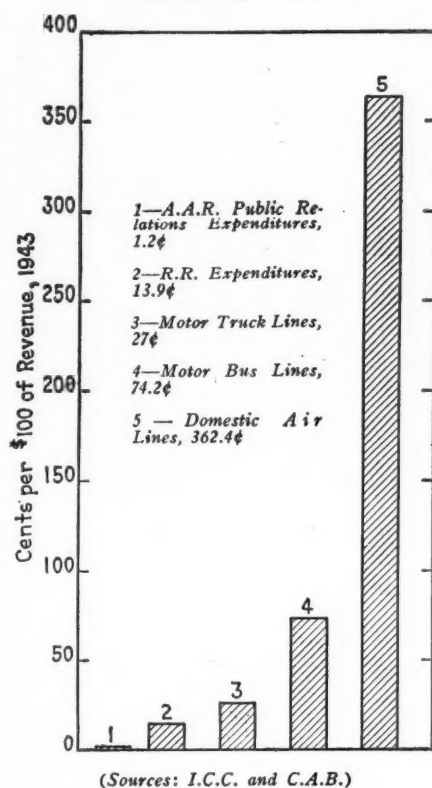 400
350
300
250
200
150
100
50
0
Cents per $100 of Revenue, 1943
1—A.A.R. Public Re-
lations Expenditures,
1.2¢
2—R.R. Expenditures,
13.9¢
3—Motor Truck Lines,
27¢
4—Motor Bus Lines,
74.2¢
5 — Domestic Air
Lines, 362.4¢
1
2
3
4
5
(Sources: I.C.C. and C.A.B.)